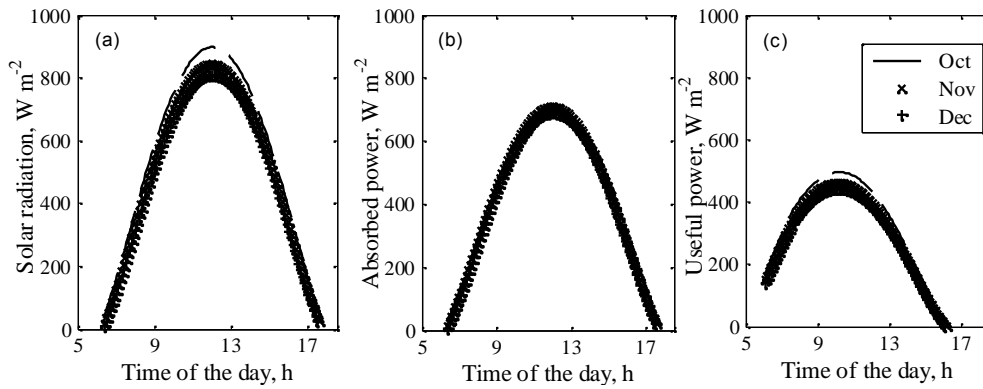 (a)
Solar radiation, W m-2
1000
800
600
400
200
0
5
9
13
17
Time of the day, h
(b)
Absorbed power, W m-2
1000
800
600
400
200
0
5
9
13
17
Time of the day, h
(c)
Useful power, W m-2
1000
800
600
400
200
0
5
9
13
17
Time of the day, h
Oct
Nov
Dec